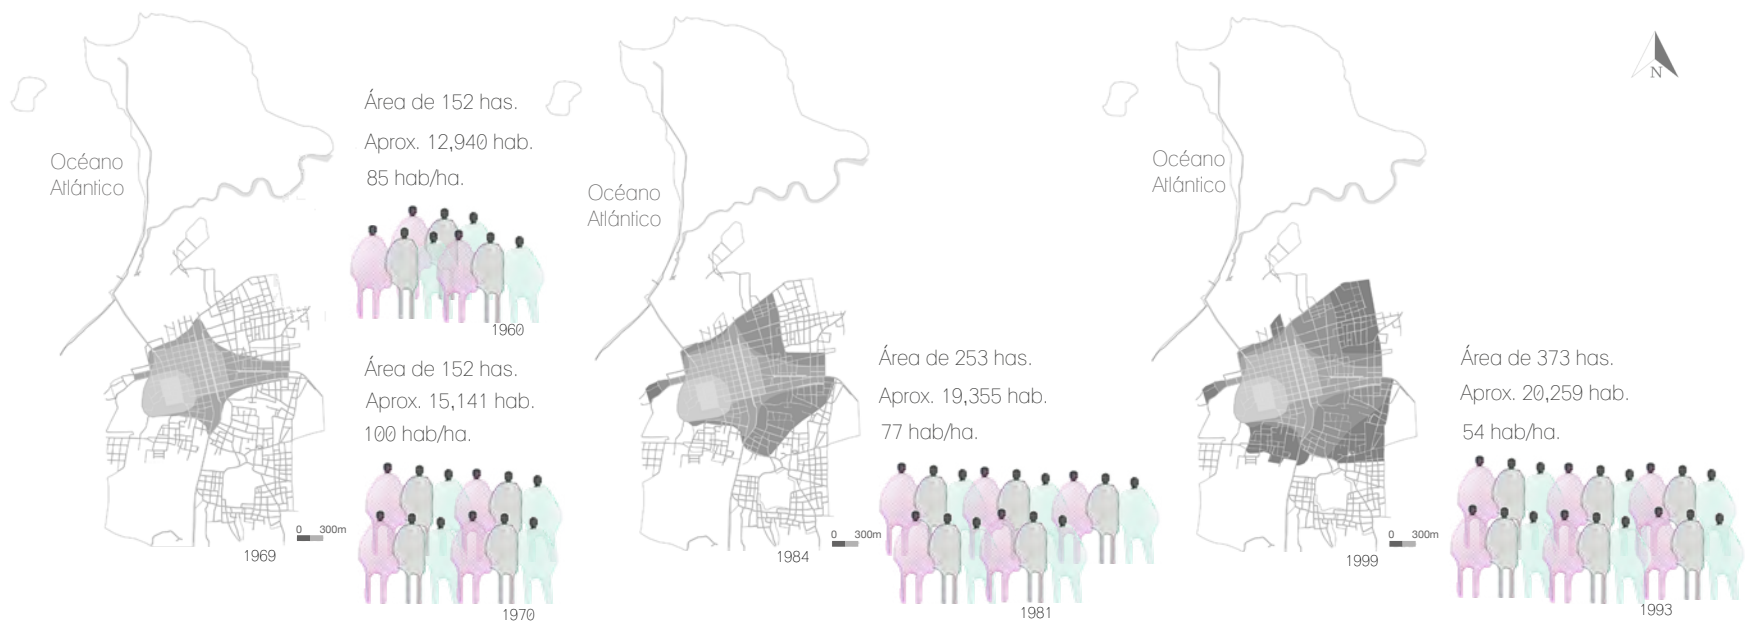 Océano
Atlántico
Área de 152 has.
Aprox. 12,940 hab.
85 hab/ha.
1960
Área de 152 has.
Aprox. 15,141 hab.
100 hab/ha.
1970
0 300m
1969
Océano
Atlántico
Área de 253 has.
Aprox. 19,355 hab.
77 hab/ha.
1981
0 300m
1984
Océano
Atlántico
N
Área de 373 has.
Aprox. 20,259 hab.
54 hab/ha.
1993
0 300m
1999